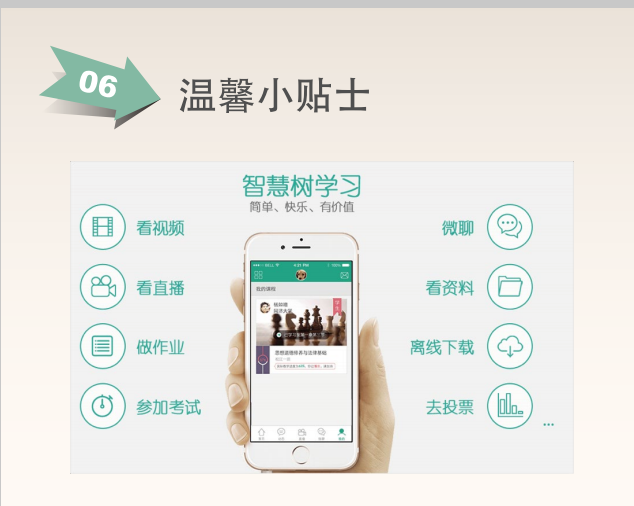 06
温馨小贴士
智慧树学习
简单、快乐、有价值
看视频
微聊
看直播
看资料
做作业
离线下载
参加考试
去投票
...
4:21 PM
我的课程
思想道德修养与法律基础